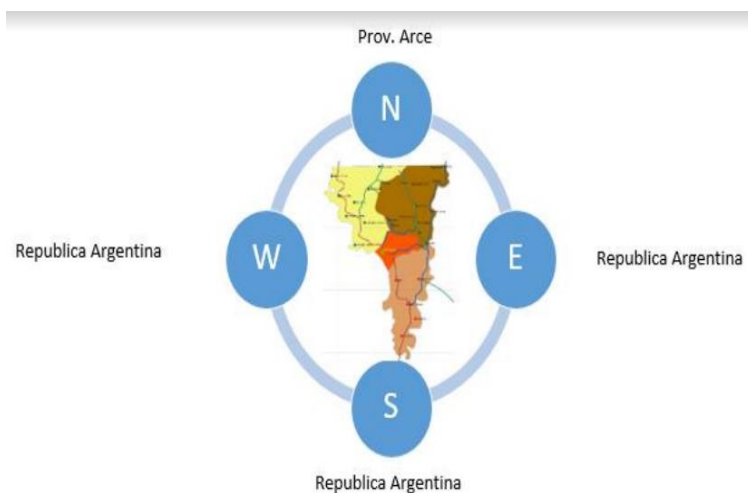 Prov. Arce
N
Republica Argentina
W
E
Republica Argentina
S
Republica Argentina